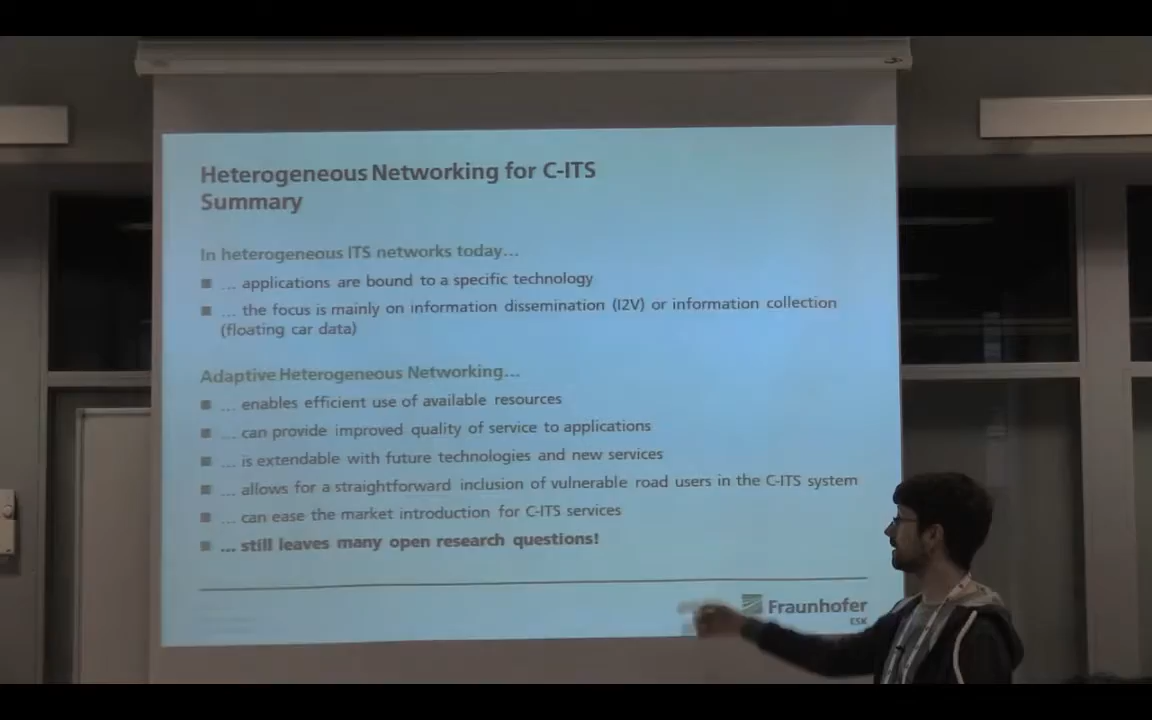 Heterogeneous Networking for C-ITS
Summary
In heterogeneous ITS networks today...
... applications are bound to a specific technology
... the focus is mainly on information dissemination (I2V) or information collection
(floating car data)
Adaptive Heterogeneous Networking...
... enables efficient use of available resources
... can provide improved quality of service to applications
... is extendable with future technologies and new services
... allows for a straightforward inclusion of vulnerable road users in the C-ITS system
... can ease the market introduction for C-ITS services
... still leaves many open research questions!
Fraunhofer
ESK